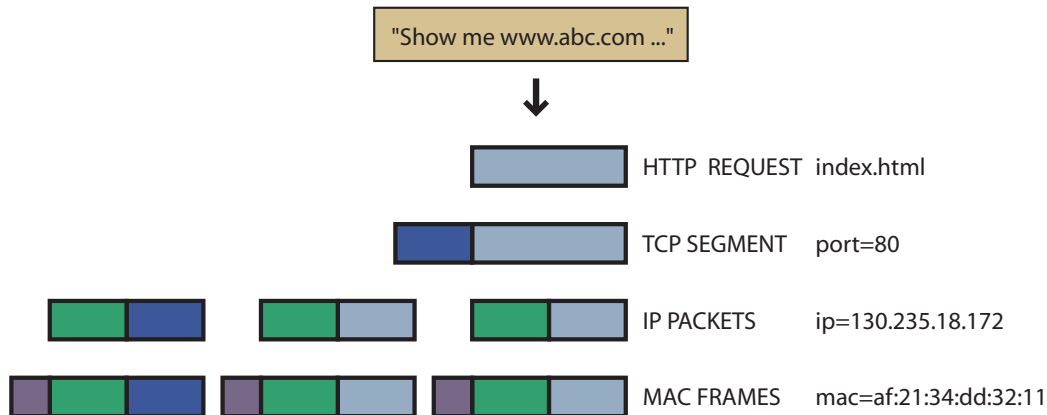 "Show me www.abc.com ..."
HTTP REQUEST index.html
TCP SEGMENT port=80
IP PACKETS ip=130.235.18.172
MAC FRAMES mac=af:21:34:dd:32:11